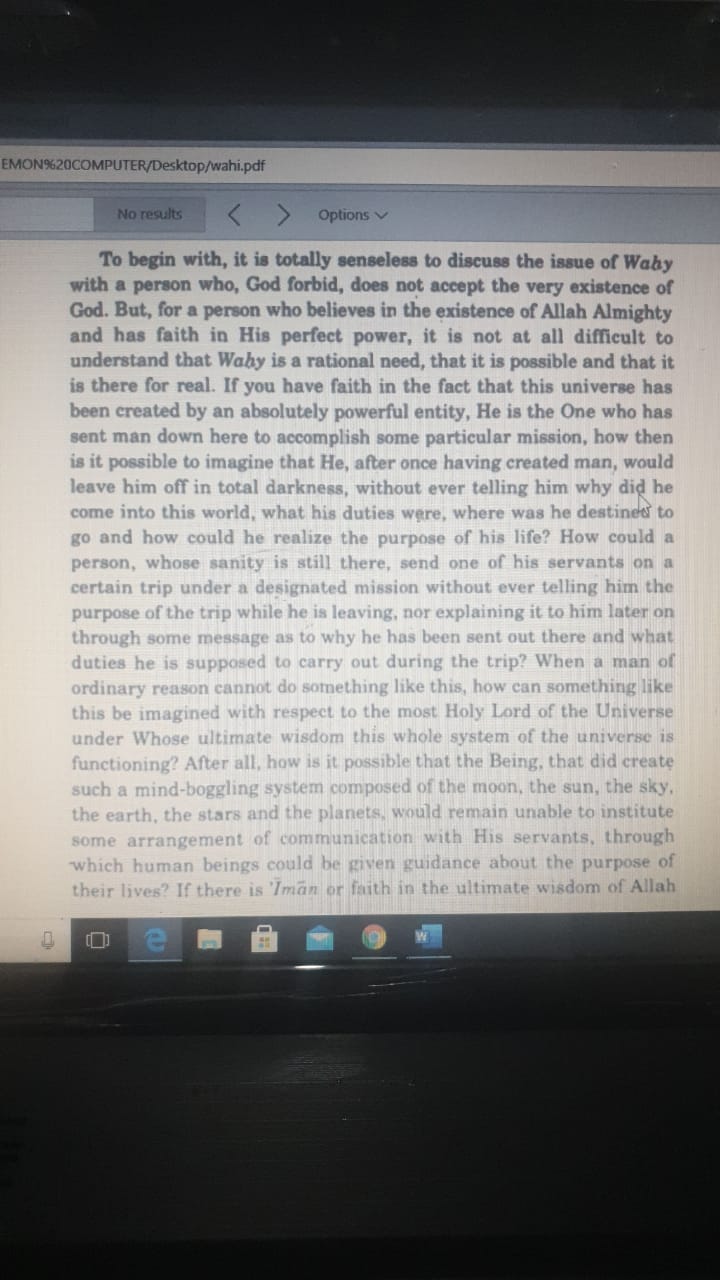 EMON%20COMPUTER/Desktop/wahi.pdf
No results < > Options
To begin with, it is totally senseless to discuss the issue of Wahy
with a person who, God forbid, does not accept the very existence of
God. But, for a person who believes in the existence of Allah Almighty
and has faith in His perfect power, it is not at all difficult to
understand that Wahy is a rational need, that it is possible and that it
is there for real. If you have faith in the fact that this universe has
been created by an absolutely powerful entity, He is the One who has
sent man down here to accomplish some particular mission, how then
is it possible to imagine that He, after once having created man, would
leave him off in total darkness, without ever telling him why did he
come into this world, what his duties were, where was he destined to
go and how could he realize the purpose of his life? How could a
person, whose sanity is still there, send one of his servants on a
certain trip under a designated mission without ever telling him the
purpose of the trip while he is leaving, nor explaining it to him later on
through some message as to why he has been sent out there and what
duties he is supposed to carry out during the trip? When a man of
ordinary reason cannot do something like this, how can something like
this be imagined with respect to the most Holy Lord of the Universe
under Whose ultimate wisdom this whole system of the universe is
functioning? After all, how is it possible that the Being, that did create
such a mind-boggling system composed of the moon, the sun, the sky,
the earth, the stars and the planets, would remain unable to institute
some arrangement of communication with His servants, through
which human beings could be given guidance about the purpose of
their lives? If there is 'Īmān or faith in the ultimate wisdom of Allah